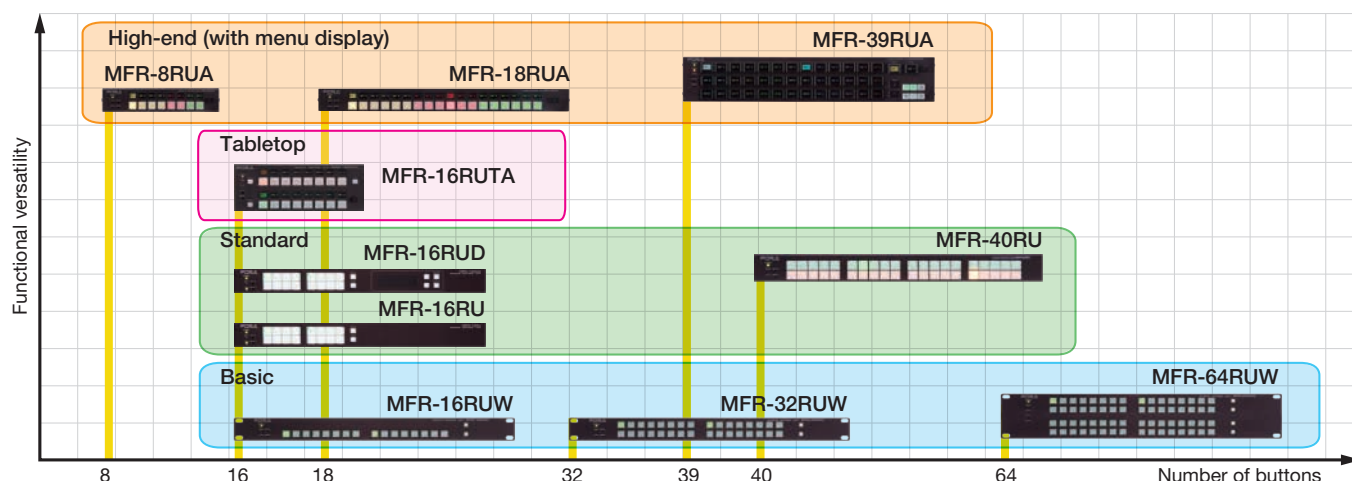 High-end (with menu display)
MFR-39RUA
MFR-8RUA
MFR-18RUA
Tabletop
MFR-16RUTA
Functional versatility
Standard
MFR-16RUD
MFR-40RU
MFR-16RU
Basic
MFR-16RUW
MFR-32RUW
MFR-64RUW
8 16 18 32 39 40 64 Number of buttons